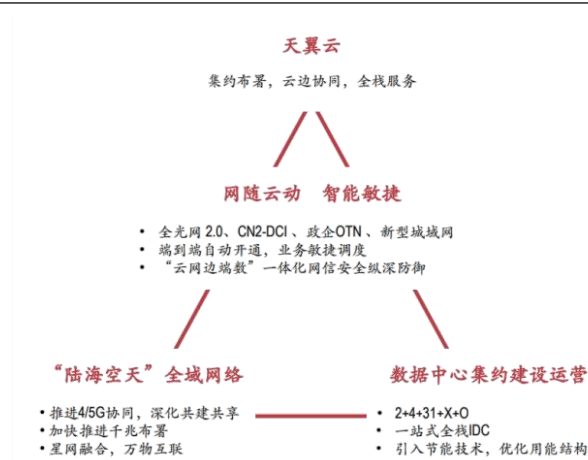 天翼云
集约布署，云边协同，全栈服务
网随云动 智能敏捷
• 全光网 2.0、CN2-DCI、政企OTN、新型城域网
• 端到端自动开通，业务敏捷调度
• “云网边端数”一体化网信安全纵深防御
“陆海空天”全域网络
• 推进4/5G协同，深化共建共享
• 加快推进千兆布署
• 星网融合，万物互联
数据中心集约建设运营
• 2+4+31+X+O
• 一站式全栈IDC
• 引入节能技术，优化用能结构